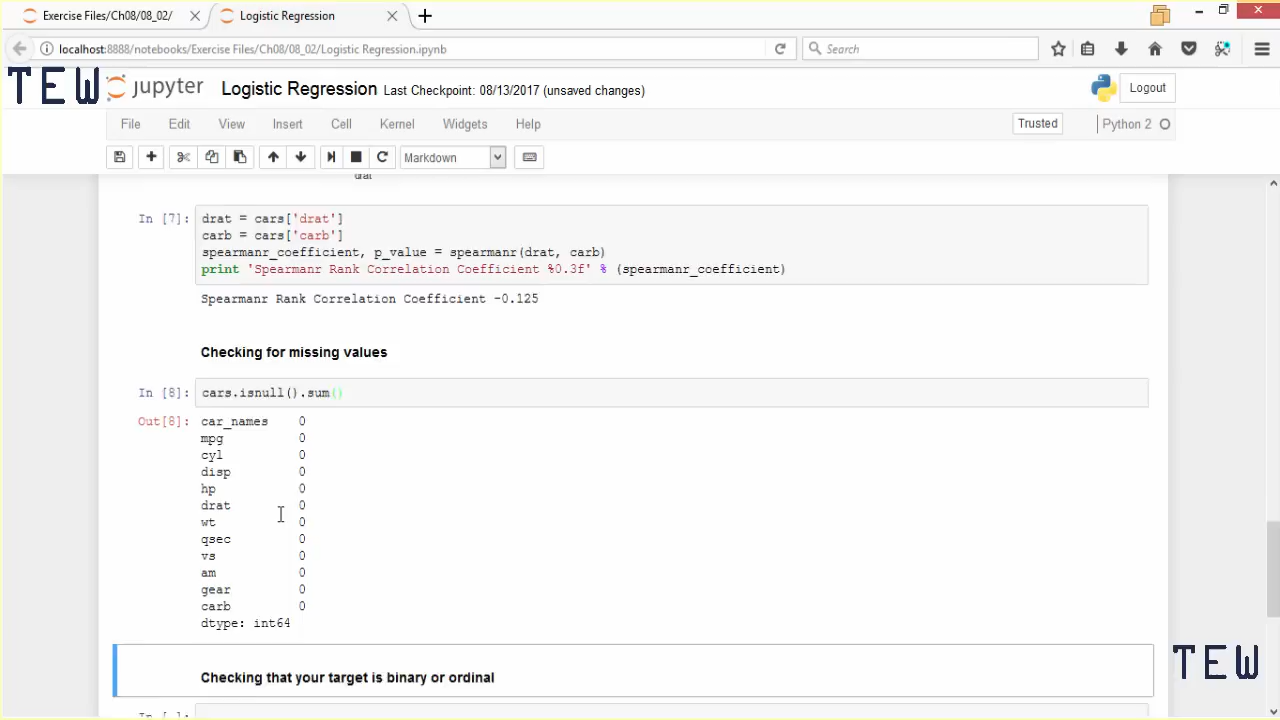 Exercise Files/Ch08/08_02/
Logistic Regression
localhost:8888/notebooks/Exercise Files/Ch08/08_02/Logistic Regression.ipynb
Search
TEW
jupyter
Logistic Regression Last Checkpoint: 08/13/2017 (unsaved changes)
Logout
File Edit View Insert Cell Kernel Widgets Help
Trusted
Python 2
Markdown
drat
In [7]: drat = cars['drat']
carb = cars['carb']
spearmanr_coefficient, p_value = spearmanr(drat, carb)
print 'Spearmanr Rank Correlation Coefficient %0.3f' % (spearmanr_coefficient)
Spearmanr Rank Correlation Coefficient -0.125
Checking for missing values
In [8]: cars.isnull().sum()
Out[8]: car_names 0
mpg 0
cyl 0
disp 0
hp 0
drat 0
wt 0
qsec 0
vs 0
am 0
gear 0
carb 0
dtype: int64
TEW
Checking that your target is binary or ordinal
In [ ]: